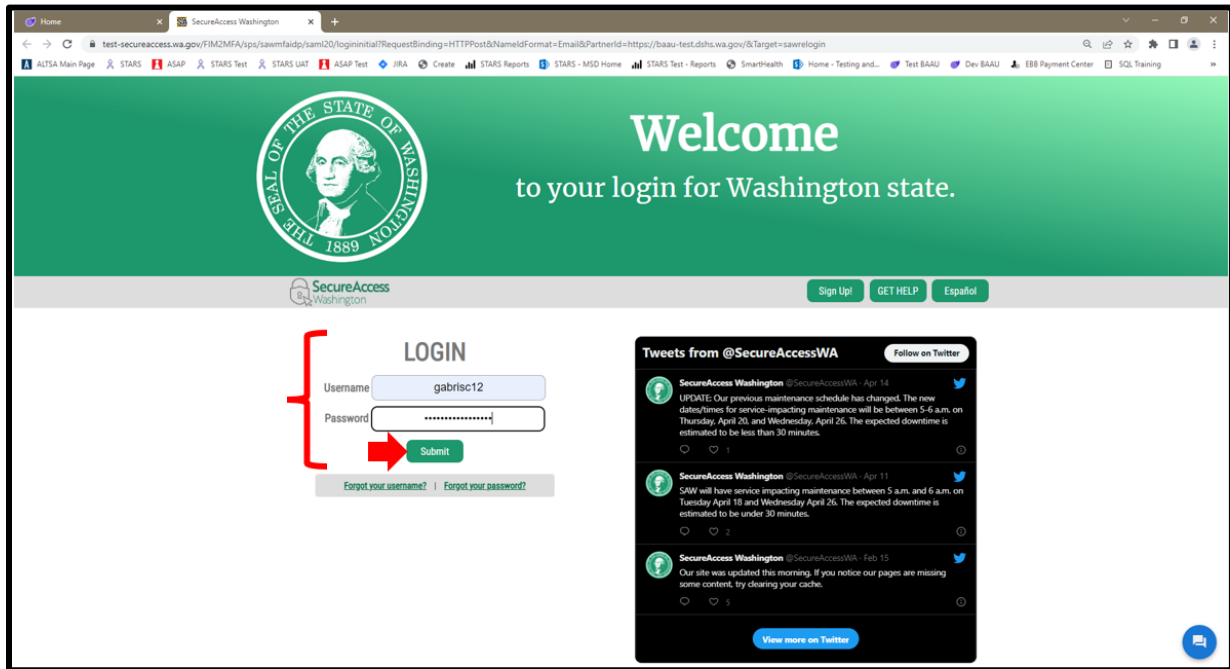 Home
SecureAccess Washington
test-secureaccess.wa.gov/FIM2MFA/sps/sawmfaidp/saml20/logininitial?RequestBinding=HTTPPost&NameIdFormat=Email&PartnerId=https://baau-test.dshs.wa.gov/&Target=sawrelogin
ALTSA Main Page STARS ASAP STARS Test STARS UAT ASAP Test JIRA Create STARS Reports STARS - MSD Home STARS Test - Reports SmartHealth Home - Testing and... Test BAAU Dev BAAU EBB Payment Center SQL Training
THE SEAL OF THE STATE OF WASHINGTON
1889
Welcome
to your login for Washington state.
SecureAccess
Washington
Sign Up! GET HELP Español
LOGIN
Username gabrisc12
Password
Submit
Forgot your username? | Forgot your password?
Tweets from @SecureAccessWA Follow on Twitter
SecureAccess Washington @SecureAccessWA · Apr 14
UPDATE: Our previous maintenance schedule has changed. The new
dates/times for service-impacting maintenance will be between 5-6 a.m. on
Thursday, April 20, and Wednesday, April 26. The expected downtime is
estimated to be less than 30 minutes.
1
SecureAccess Washington @SecureAccessWA · Apr 11
SAW will have service impacting maintenance between 5 a.m. and 6 a.m. on
Tuesday April 18 and Wednesday April 26. The expected downtime is
estimated to be under 30 minutes.
2
SecureAccess Washington @SecureAccessWA · Feb 15
Our site was updated this morning. If you notice our pages are missing
some content, try clearing your cache.
5
View more on Twitter